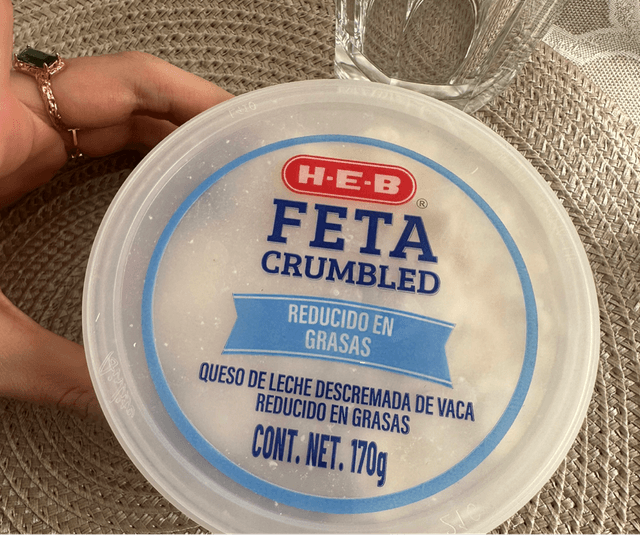 H-E-B
®
FETA
CRUMBLED
REDUCIDO EN
GRASAS
QUESO DE LECHE DESCREMADA DE VACA
REDUCIDO EN GRASAS
CONT. NET. 170g